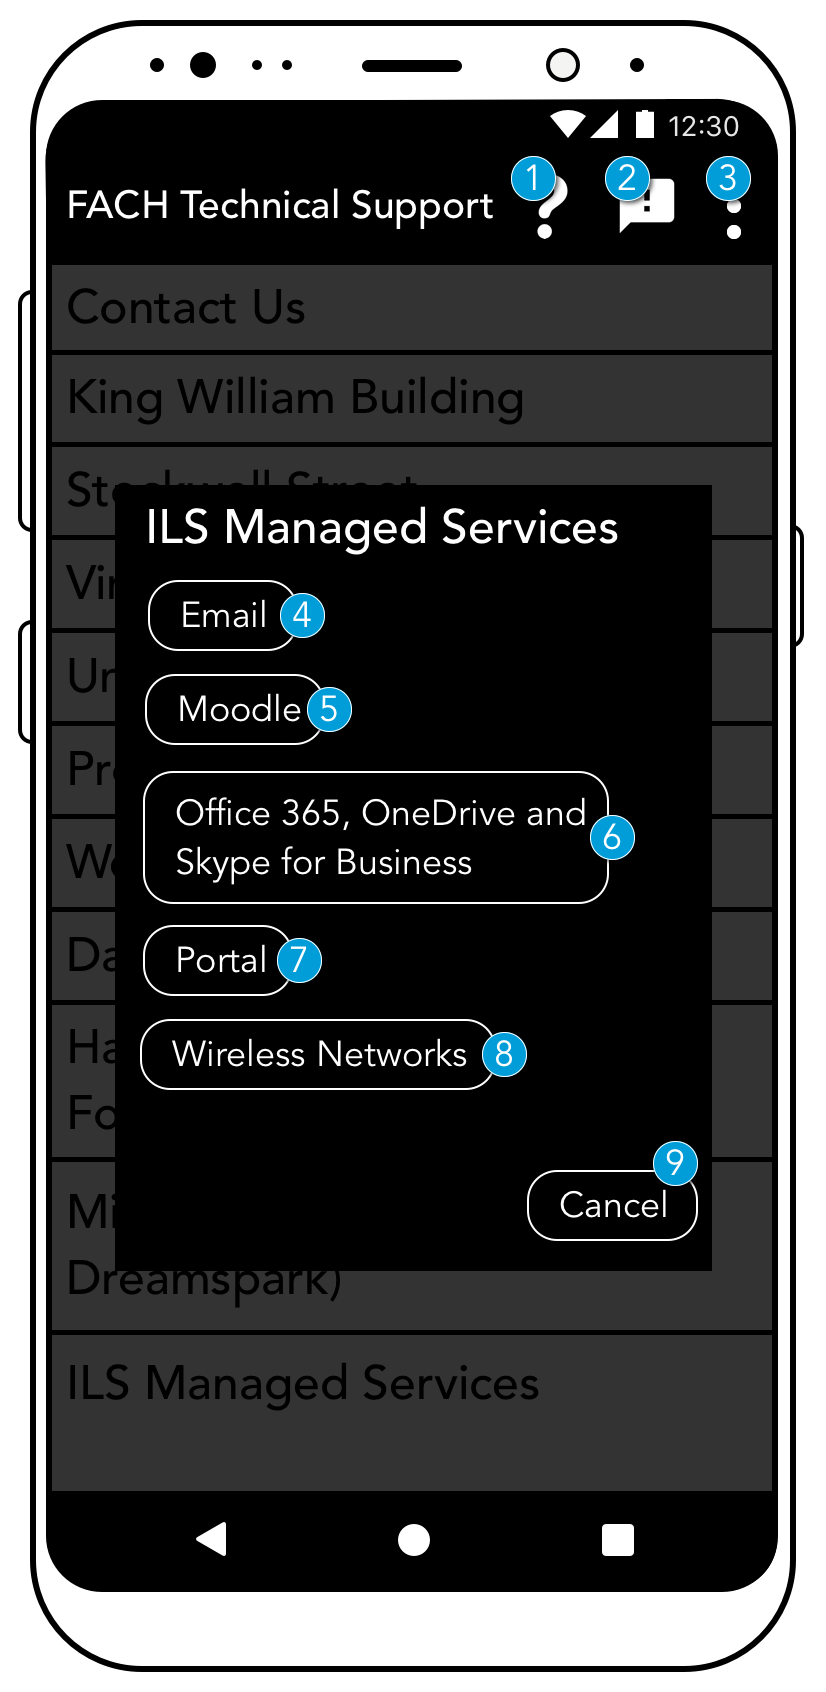 12:30
1 2 3
FACH Technical Support
Contact Us
King William Building
Stockwell Street
ILS Managed Services
Email 4
Moodle 5
Office 365, OneDrive and
Skype for Business 6
Portal 7
Wireless Networks 8
9
Cancel
Dreamspark)
ILS Managed Services